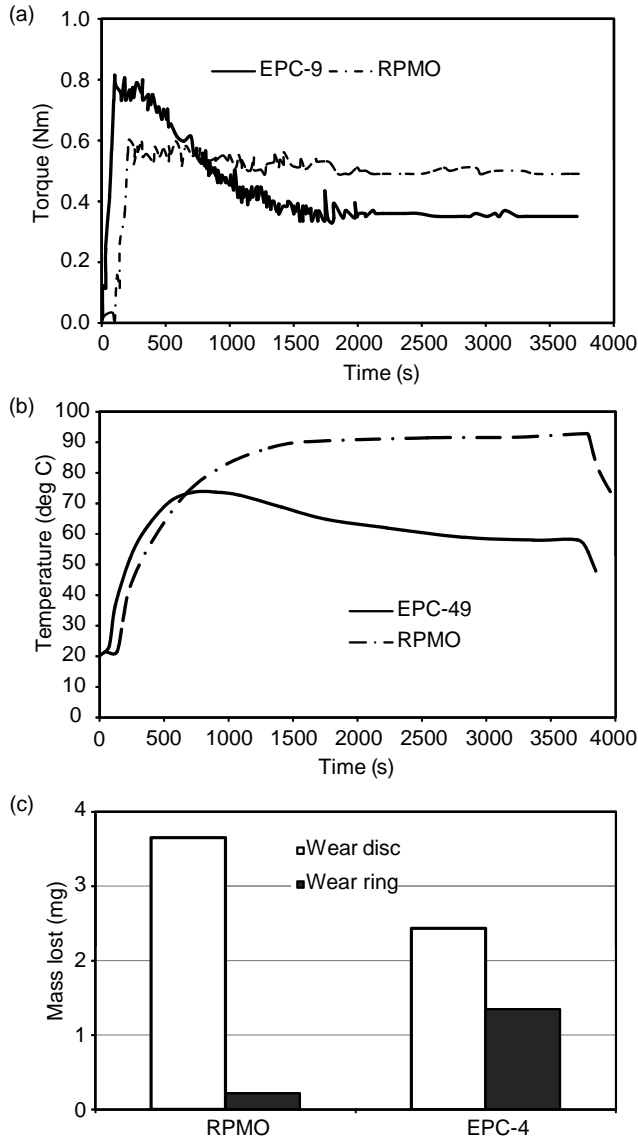 (a)
1.0
0.8
0.6
0.4
0.2
0.0
Torque (Nm)
EPC-9
RPMO
0 500 1000 1500 2000 2500 3000 3500 4000
Time (s)
(b)
100
90
80
70
60
50
40
30
20
10
0
Temperature (deg C)
EPC-49
RPMO
0 500 1000 1500 2000 2500 3000 3500 4000
Time (s)
(c)
4
3
2
1
0
Mass lost (mg)
Wear disc
Wear ring
RPMO EPC-4